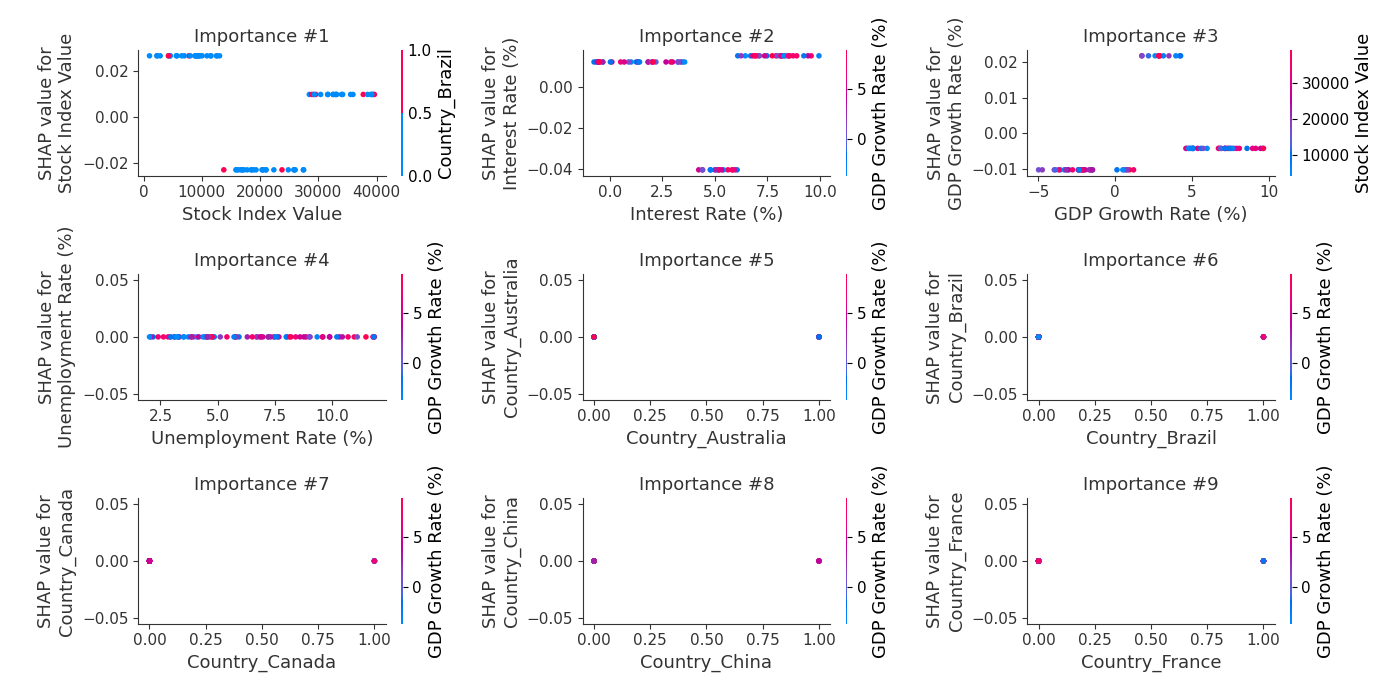 Importance #1
SHAP value for
Stock Index Value
0.02
0.00
−0.02
0
10000
20000
30000
40000
Stock Index Value
1.0
0.5
0.0
Country_Brazil
Importance #2
SHAP value for
Interest Rate (%)
0.00
−0.02
−0.04
0.0
2.5
5.0
7.5
10.0
Interest Rate (%)
5
0
GDP Growth Rate (%)
Importance #3
SHAP value for
GDP Growth Rate (%)
0.02
0.01
0.00
−0.01
−5
0
5
10
GDP Growth Rate (%)
30000
20000
10000
Stock Index Value
Importance #4
SHAP value for
Unemployment Rate (%)
0.05
0.00
−0.05
2.5
5.0
7.5
10.0
Unemployment Rate (%)
5
0
GDP Growth Rate (%)
Importance #5
SHAP value for
Country_Australia
0.05
0.00
−0.05
0.00
0.25
0.50
0.75
1.00
Country_Australia
5
0
GDP Growth Rate (%)
Importance #6
SHAP value for
Country_Brazil
0.05
0.00
−0.05
0.00
0.25
0.50
0.75
1.00
Country_Brazil
5
0
GDP Growth Rate (%)
Importance #7
SHAP value for
Country_Canada
0.05
0.00
−0.05
0.00
0.25
0.50
0.75
1.00
Country_Canada
5
0
GDP Growth Rate (%)
Importance #8
SHAP value for
Country_China
0.05
0.00
−0.05
0.00
0.25
0.50
0.75
1.00
Country_China
5
0
GDP Growth Rate (%)
Importance #9
SHAP value for
Country_France
0.05
0.00
−0.05
0.00
0.25
0.50
0.75
1.00
Country_France
5
0
GDP Growth Rate (%)